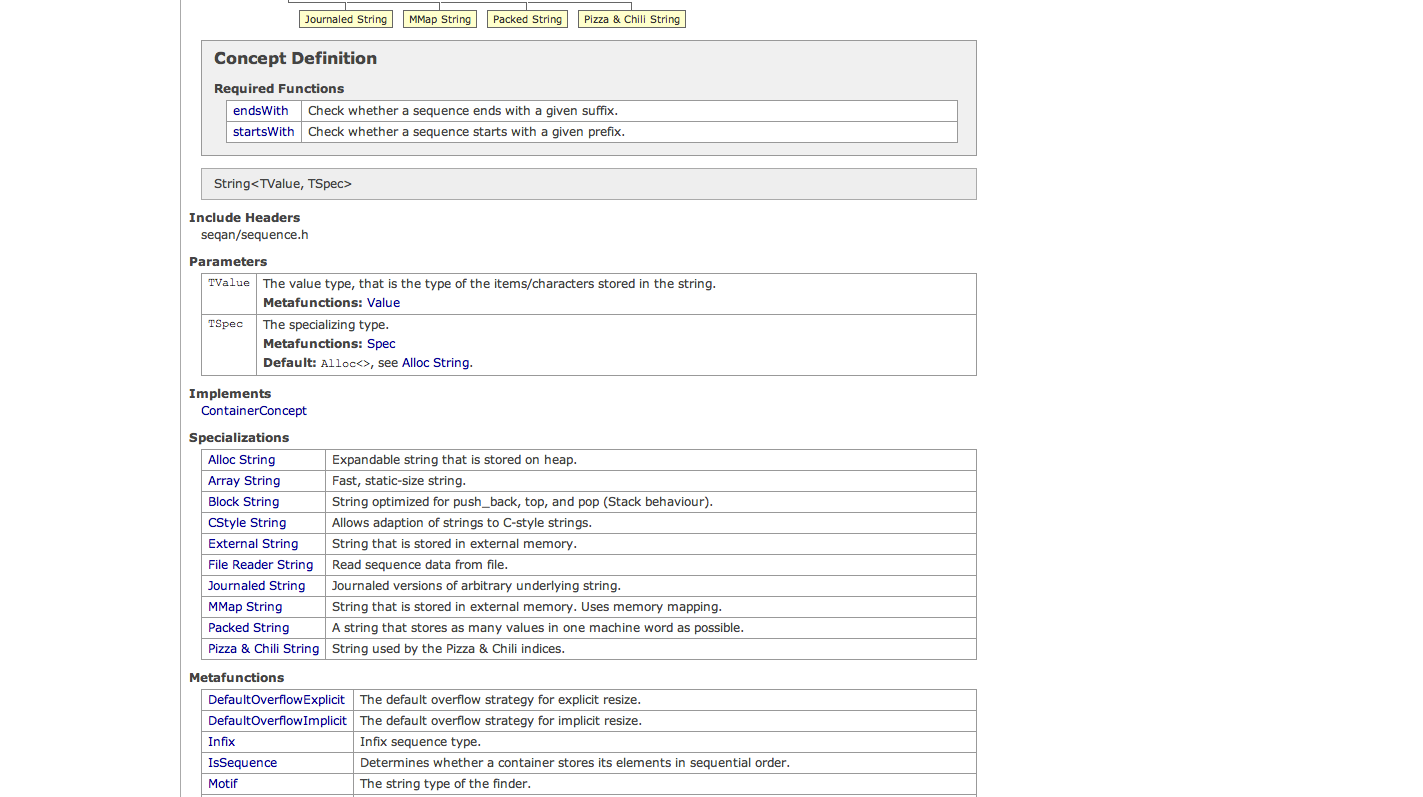 Journaled String MMap String Packed String Pizza & Chili String
Concept Definition
Required Functions
endsWith Check whether a sequence ends with a given suffix.
startsWith Check whether a sequence starts with a given prefix.
String<TValue, TSpec>
Include Headers
seqan/sequence.h
Parameters
TValue The value type, that is the type of the items/characters stored in the string.
Metafunctions: Value
TSpec The specializing type.
Metafunctions: Spec
Default: Alloc<>, see Alloc String.
Implements
ContainerConcept
Specializations
Alloc String Expandable string that is stored on heap.
Array String Fast, static-size string.
Block String String optimized for push_back, top, and pop (Stack behaviour).
CStyle String Allows adaption of strings to C-style strings.
External String String that is stored in external memory.
File Reader String Read sequence data from file.
Journaled String Journaled versions of arbitrary underlying string.
MMap String String that is stored in external memory. Uses memory mapping.
Packed String A string that stores as many values in one machine word as possible.
Pizza & Chili String String used by the Pizza & Chili indices.
Metafunctions
DefaultOverflowExplicit The default overflow strategy for explicit resize.
DefaultOverflowImplicit The default overflow strategy for implicit resize.
Infix Infix sequence type.
IsSequence Determines whether a container stores its elements in sequential order.
Motif The string type of the finder.